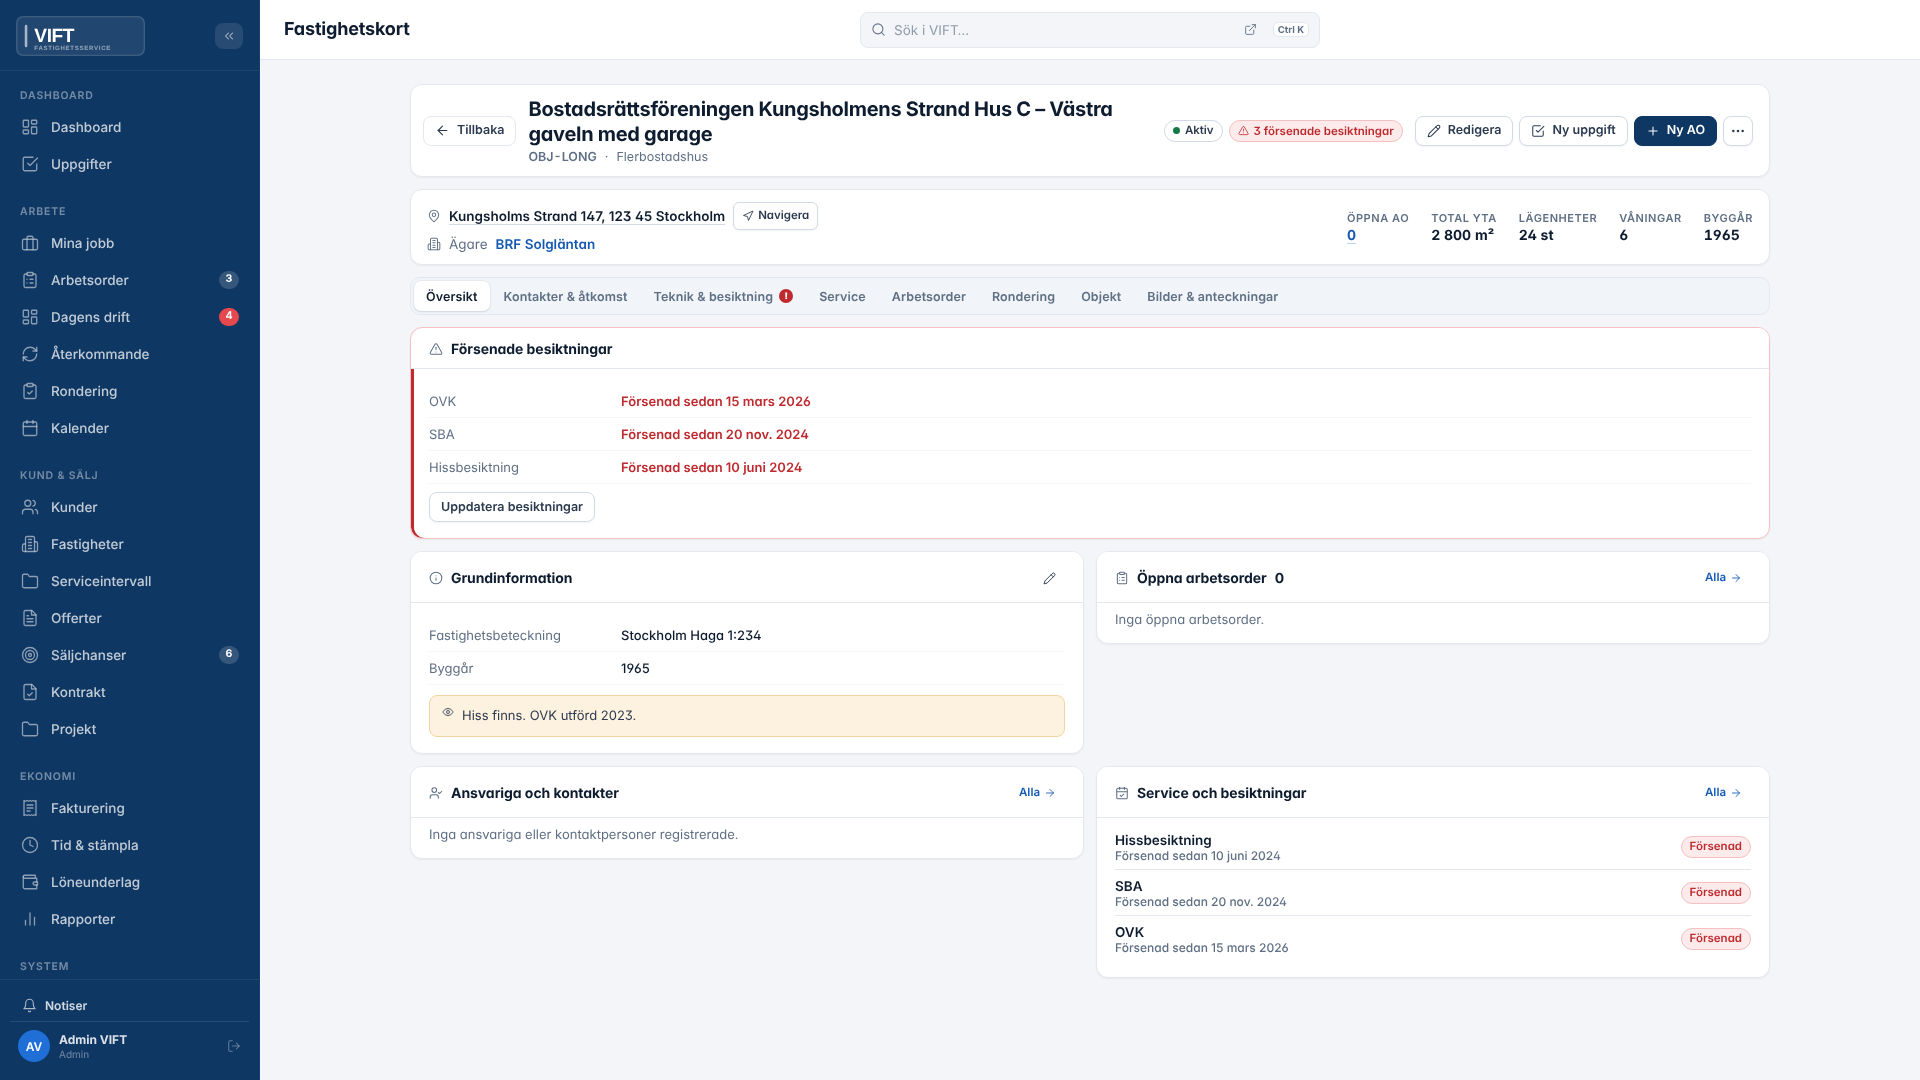 VIFT
FASTIGHETSSERVICE
DASHBOARD
Dashboard
Uppgifter
ARBETE
Mina jobb
Arbetsorder 3
Dagens drift 4
Återkommande
Rondering
Kalender
KUND & SÄLJ
Kunder
Fastigheter
Serviceintervall
Offerter
Säljchanser 6
Kontrakt
Projekt
EKONOMI
Fakturering
Tid & stämpla
Löneunderlag
Rapporter
SYSTEM
Notiser
AV
Admin VIFT
Admin
Fastighetskort
Sök i VIFT...
Ctrl K
Tillbaka
Bostadsrättsföreningen Kungsholmens Strand Hus C – Västra
gaveln med garage
OBJ-LONG · Flerbostadshus
Aktiv
3 försenade besiktningar
Redigera
Ny uppgift
Ny AO
Kungsholms Strand 147, 123 45 Stockholm
Navigera
Ägare BRF Solgläntan
ÖPPNA AO
0
TOTAL YTA
2 800 m²
LÄGENHETER
24 st
VÅNINGAR
6
BYGGÅR
1965
Översikt
Kontakter & åtkomst
Teknik & besiktning !
Service
Arbetsorder
Rondering
Objekt
Bilder & anteckningar
Försenade besiktningar
OVK Försenad sedan 15 mars 2026
SBA Försenad sedan 20 nov. 2024
Hissbesiktning Försenad sedan 10 juni 2024
Uppdatera besiktningar
Grundinformation
Fastighetsbeteckning Stockholm Haga 1:234
Byggår 1965
Hiss finns. OVK utförd 2023.
Öppna arbetsorder 0
Alla
Inga öppna arbetsorder.
Ansvariga och kontakter
Alla
Inga ansvariga eller kontaktpersoner registrerade.
Service och besiktningar
Alla
Hissbesiktning
Försenad sedan 10 juni 2024
Försenad
SBA
Försenad sedan 20 nov. 2024
Försenad
OVK
Försenad sedan 15 mars 2026
Försenad